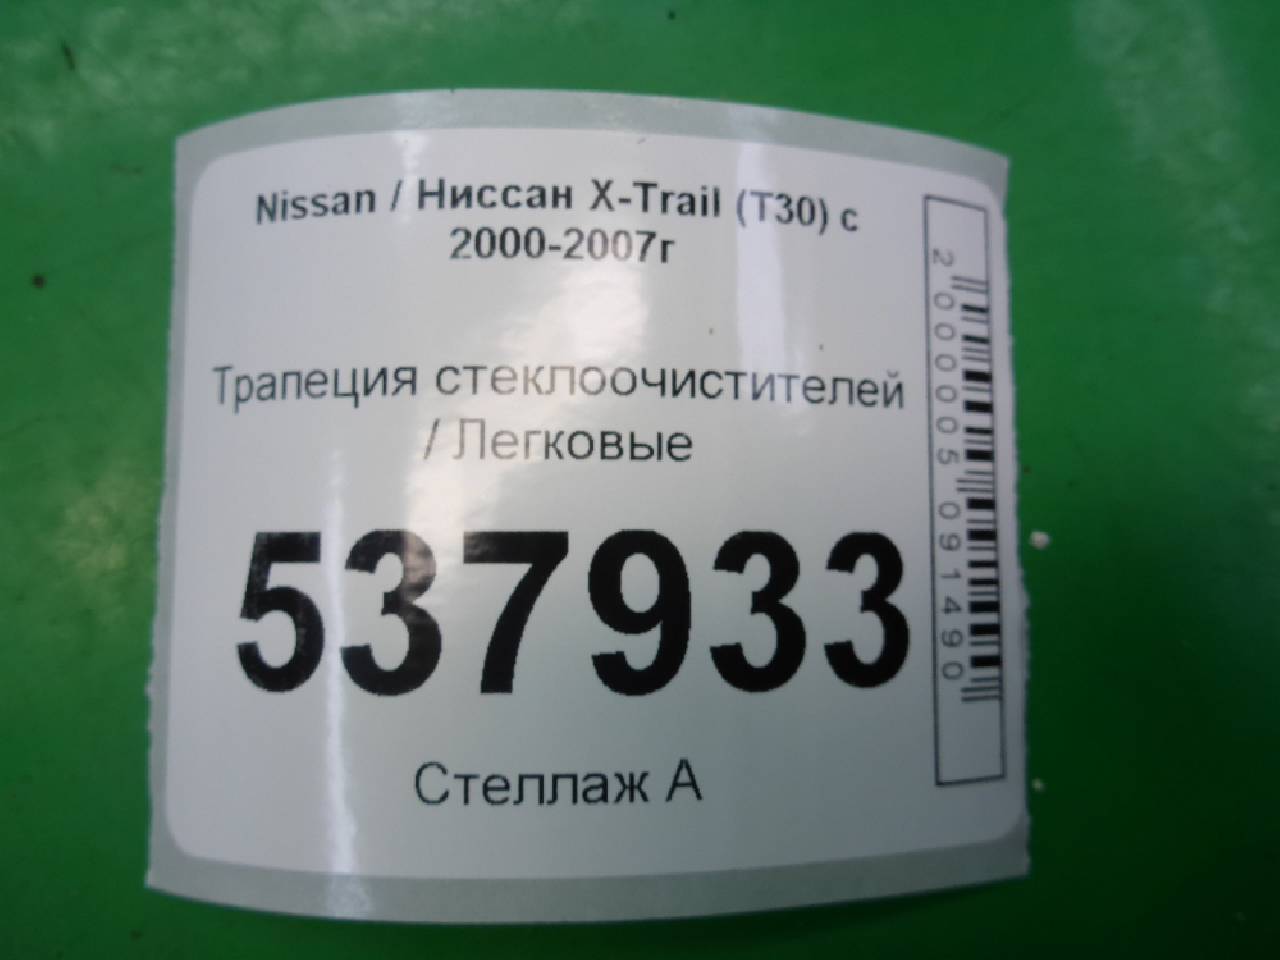 Nissan / Ниссан X-Trail (T30) с
2000-2007г
Трапеция стеклоочистителей
/ Легковые
537933
Стеллаж А
2000005091490